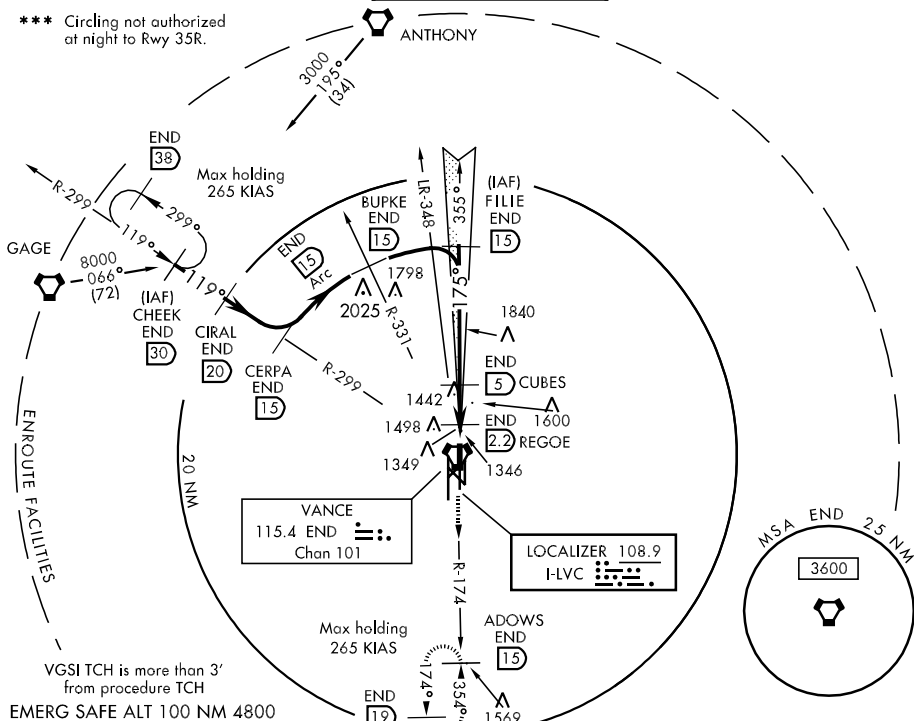 *** Circling not authorized
at night to Rwy 35R.
ANTHONY
3000
195°
(34)
END
38
Max holding
265 KIAS
R-299
299°
119°
GAGE
8000
066°
(72)
(IAF)
CHEEK
END
30
119°
CIRAL
END
20
CERPA
END
15
R-299
END
15
Arc
BUPKE
END
15
1798
2025
R-331
LR-348
355°
(IAF)
FILIE
END
15
175°
1840
END
5 CUBES
1442
1600
1498
END
2.2 REGOE
1349
1346
20 NM
ENROUTE FACILITIES
VANCE
115.4 END
Chan 101
LOCALIZER 108.9
I-LVC
R-174
MSA END 25 NM
3600
Max holding
265 KIAS
ADOWS
END
15
174°
354°
END
19
1569
VGSI TCH is more than 3'
from procedure TCH
EMERG SAFE ALT 100 NM 4800